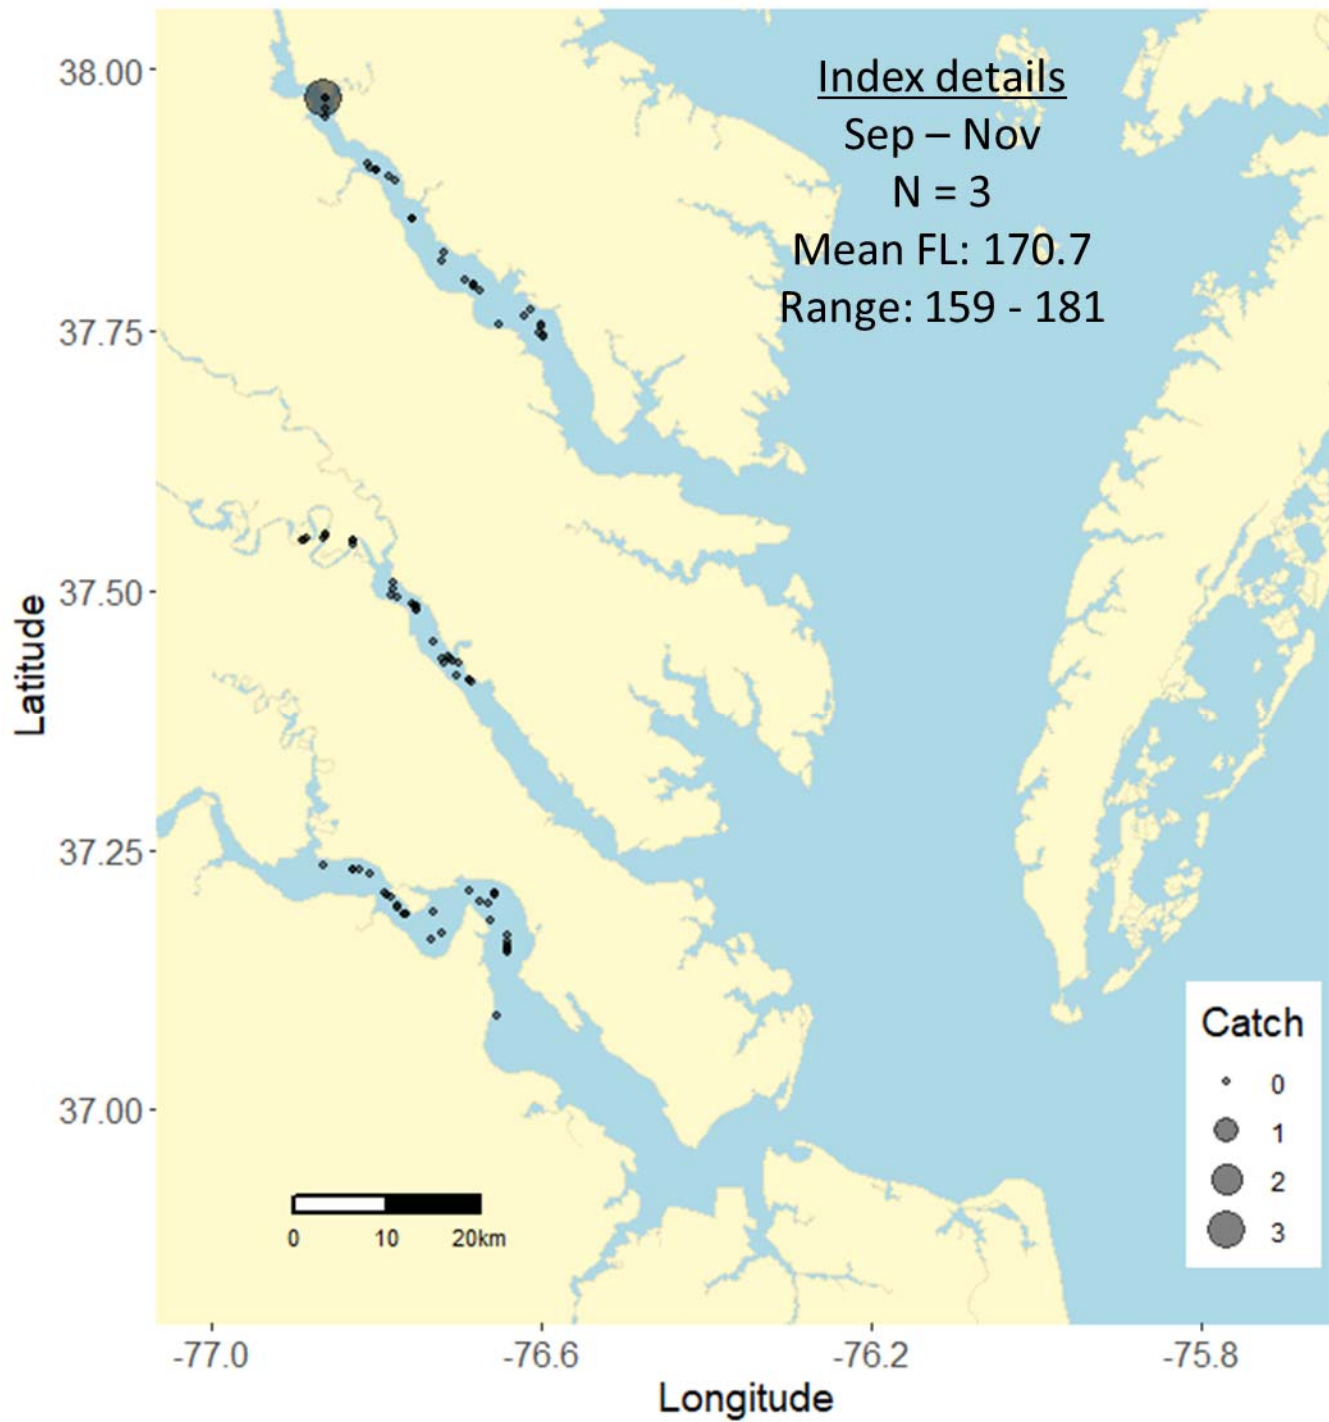 Index details
Sep – Nov
N = 3
Mean FL: 170.7
Range: 159 - 181
38.00
37.75
37.50
37.25
37.00
Latitude
Catch
0
1
2
3
0 10 20km
-77.0 -76.6 -76.2 -75.8
Longitude